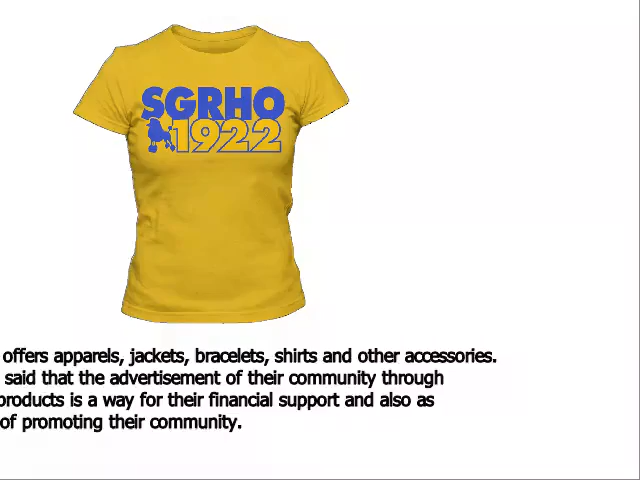 SGRHO
1922
offers apparels, jackets, bracelets, shirts and other accessories.
said that the advertisement of their community through
products is a way for their financial support and also as
of promoting their community.